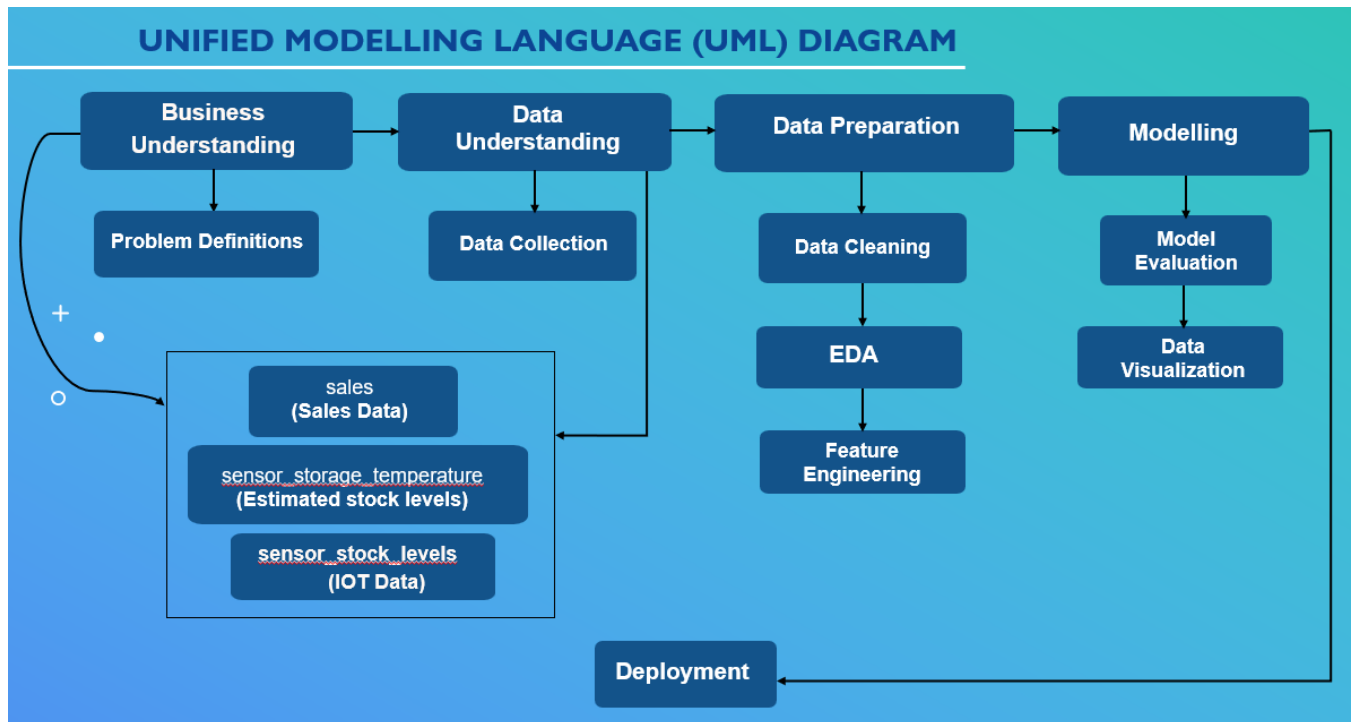 UNIFIED MODELLING LANGUAGE (UML) DIAGRAM
Business
Understanding
Data
Understanding
Data Preparation
Modelling
Problem Definitions
Data Collection
Data Cleaning
Model
Evaluation
EDA
Data
Visualization
sales
(Sales Data)
sensor_storage_temperature
(Estimated stock levels)
sensor_stock_levels
(IOT Data)
Feature
Engineering
Deployment